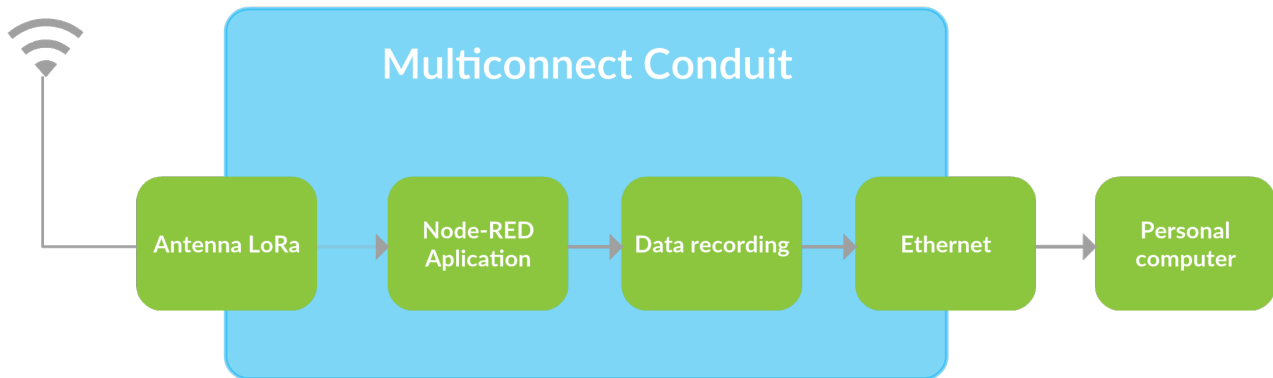 Multiconnect Conduit
Antenna LoRa
Node-RED
Aplication
Data recording
Ethernet
Personal
computer